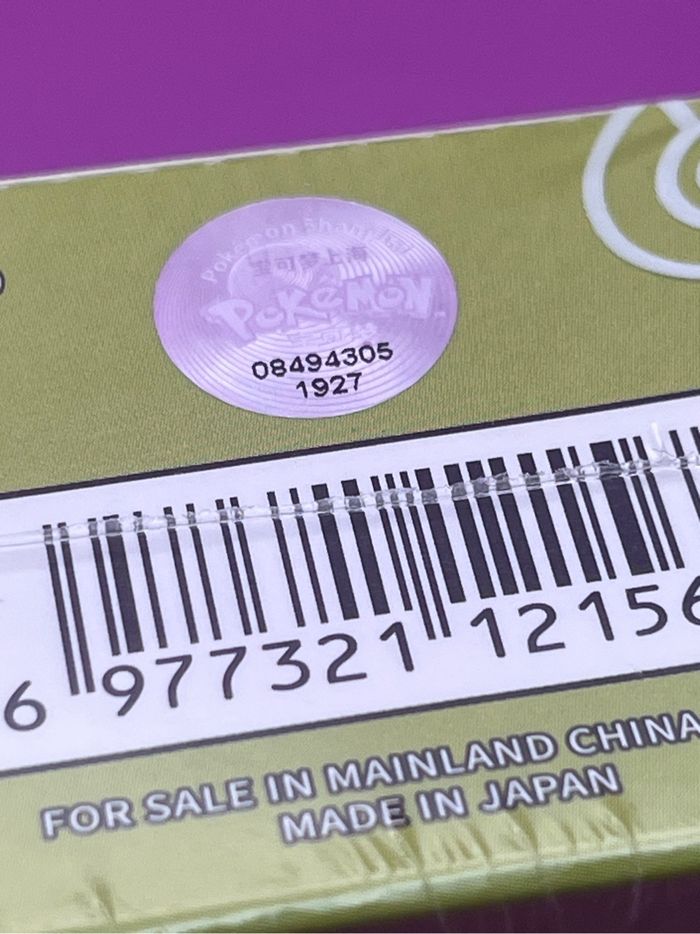 Pokémon Shanghai
宝可梦上海
POKéMON
08494305
1927
6 977321 12156
FOR SALE IN MAINLAND CHINA
MADE IN JAPAN